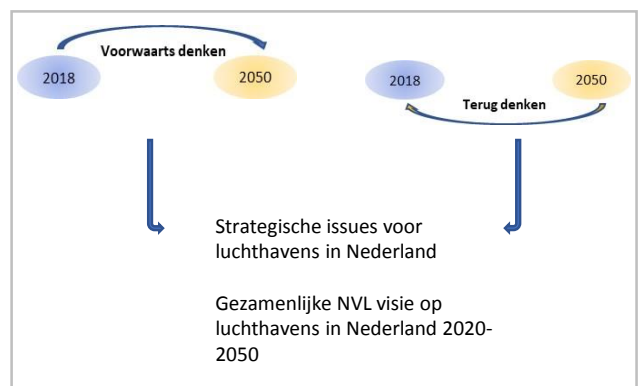 Voorwaarts denken
2018
2050
2018
2050
Terug denken
Strategische issues voor
luchthavens in Nederland
Gezamenlijke NVL visie op
luchthavens in Nederland 2020-
2050